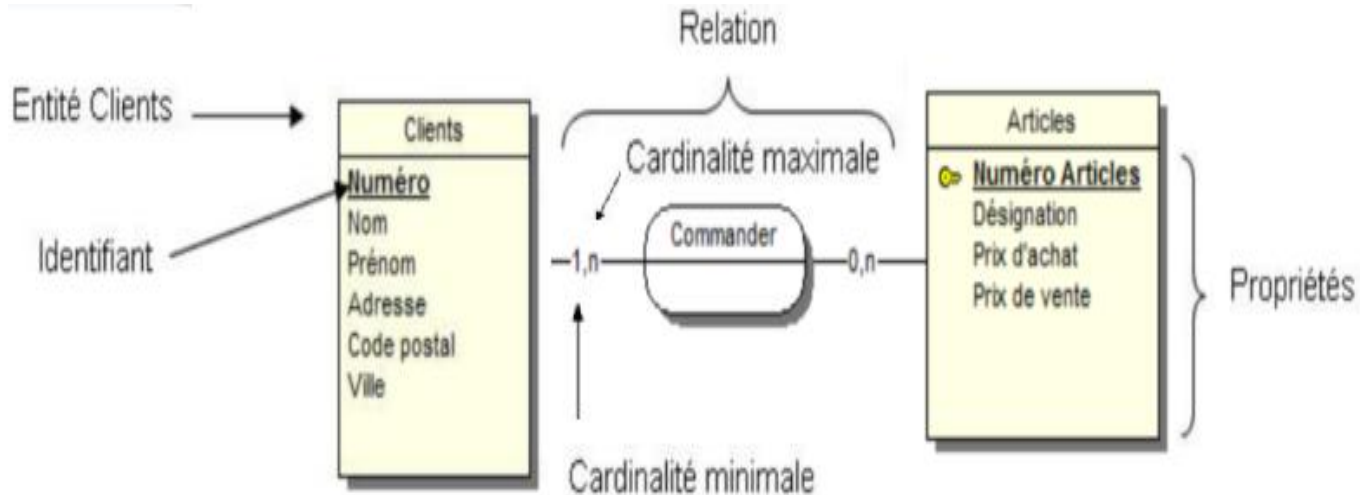 Relation
Entité Clients
Clients
Numéro
Nom
Prénom
Adresse
Code postal
Ville
Identifiant
Cardinalité maximale
1,n
Commander
0,n
Cardinalité minimale
Articles
Numéro Articles
Désignation
Prix d'achat
Prix de vente
Propriétés